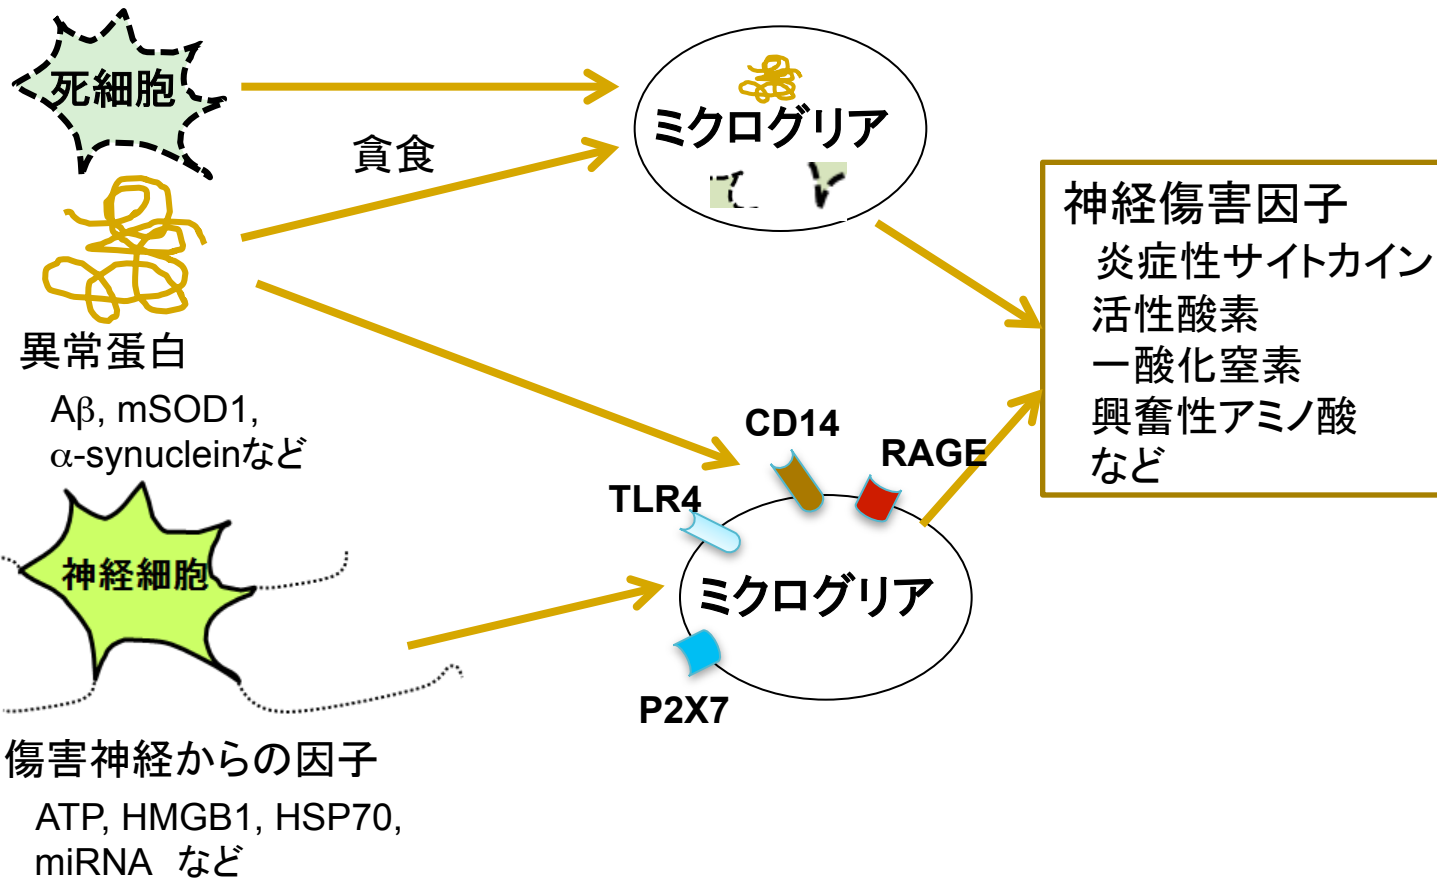 死細胞
貪食
異常蛋白
Aβ, mSOD1,
α-synucleinなど
神経細胞
傷害神経からの因子
ATP, HMGB1, HSP70,
miRNA など
ミクログリア
CD14
RAGE
TLR4
ミクログリア
P2X7
神経傷害因子
炎症性サイトカイン
活性酸素
一酸化窒素
興奮性アミノ酸
など